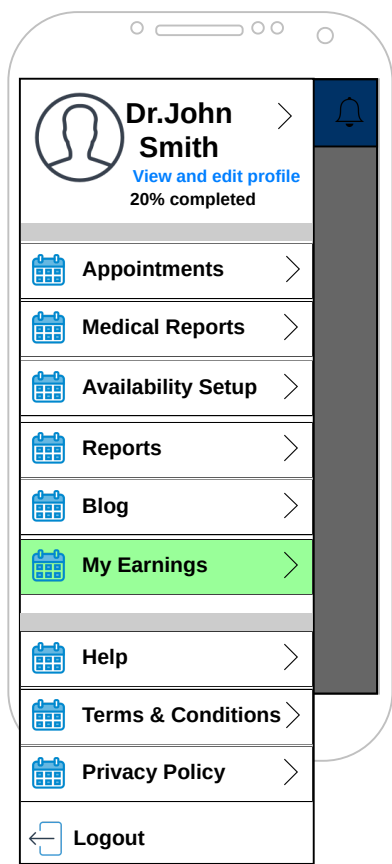 Dr.John
Smith
View and edit profile
20% completed
Appointments
Medical Reports
Availability Setup
Reports
Blog
My Earnings
Help
Terms & Conditions
Privacy Policy
Logout